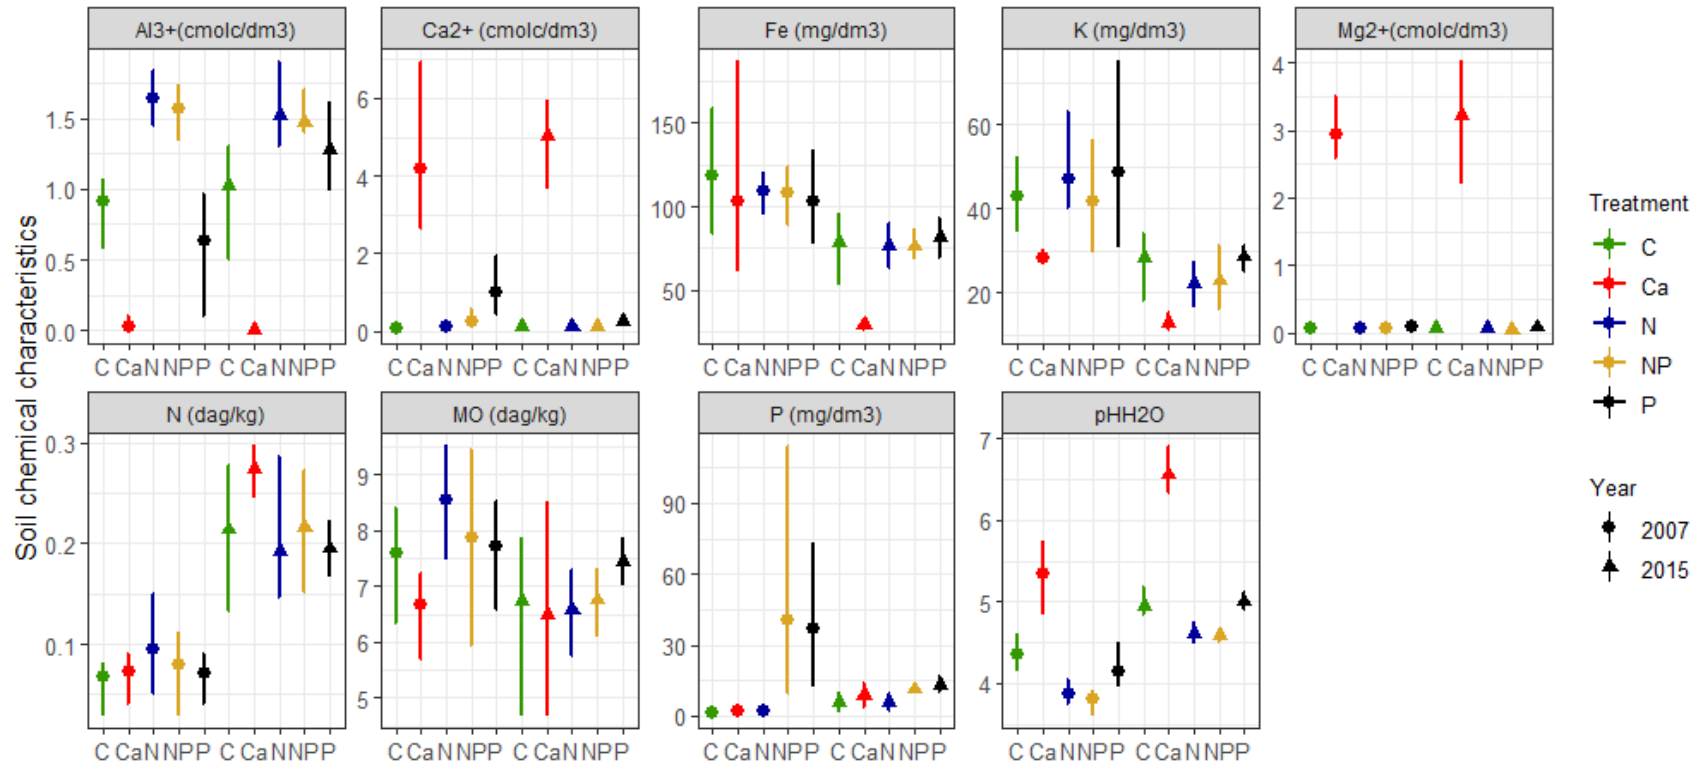 Al3+(cmolc/dm3)
Ca2+ (cmolc/dm3)
Fe (mg/dm3)
K (mg/dm3)
Mg2+(cmolc/dm3)
1.5
1.0
0.5
0.0
6
4
2
0
150
100
50
60
40
20
4
3
2
1
0
C Ca N NP P C Ca N NP P
C Ca N NP P C Ca N NP P
C Ca N NP P C Ca N NP P
C Ca N NP P C Ca N NP P
C Ca N NP P C Ca N NP P
Soil chemical characteristics
N (dag/kg)
MO (dag/kg)
P (mg/dm3)
pHH2O
0.3
0.2
0.1
9
8
7
6
5
90
60
30
0
7
6
5
4
C Ca N NP P C Ca N NP P
C Ca N NP P C Ca N NP P
C Ca N NP P C Ca N NP P
C Ca N NP P C Ca N NP P
Treatment
C
Ca
N
NP
P
Year
2007
2015